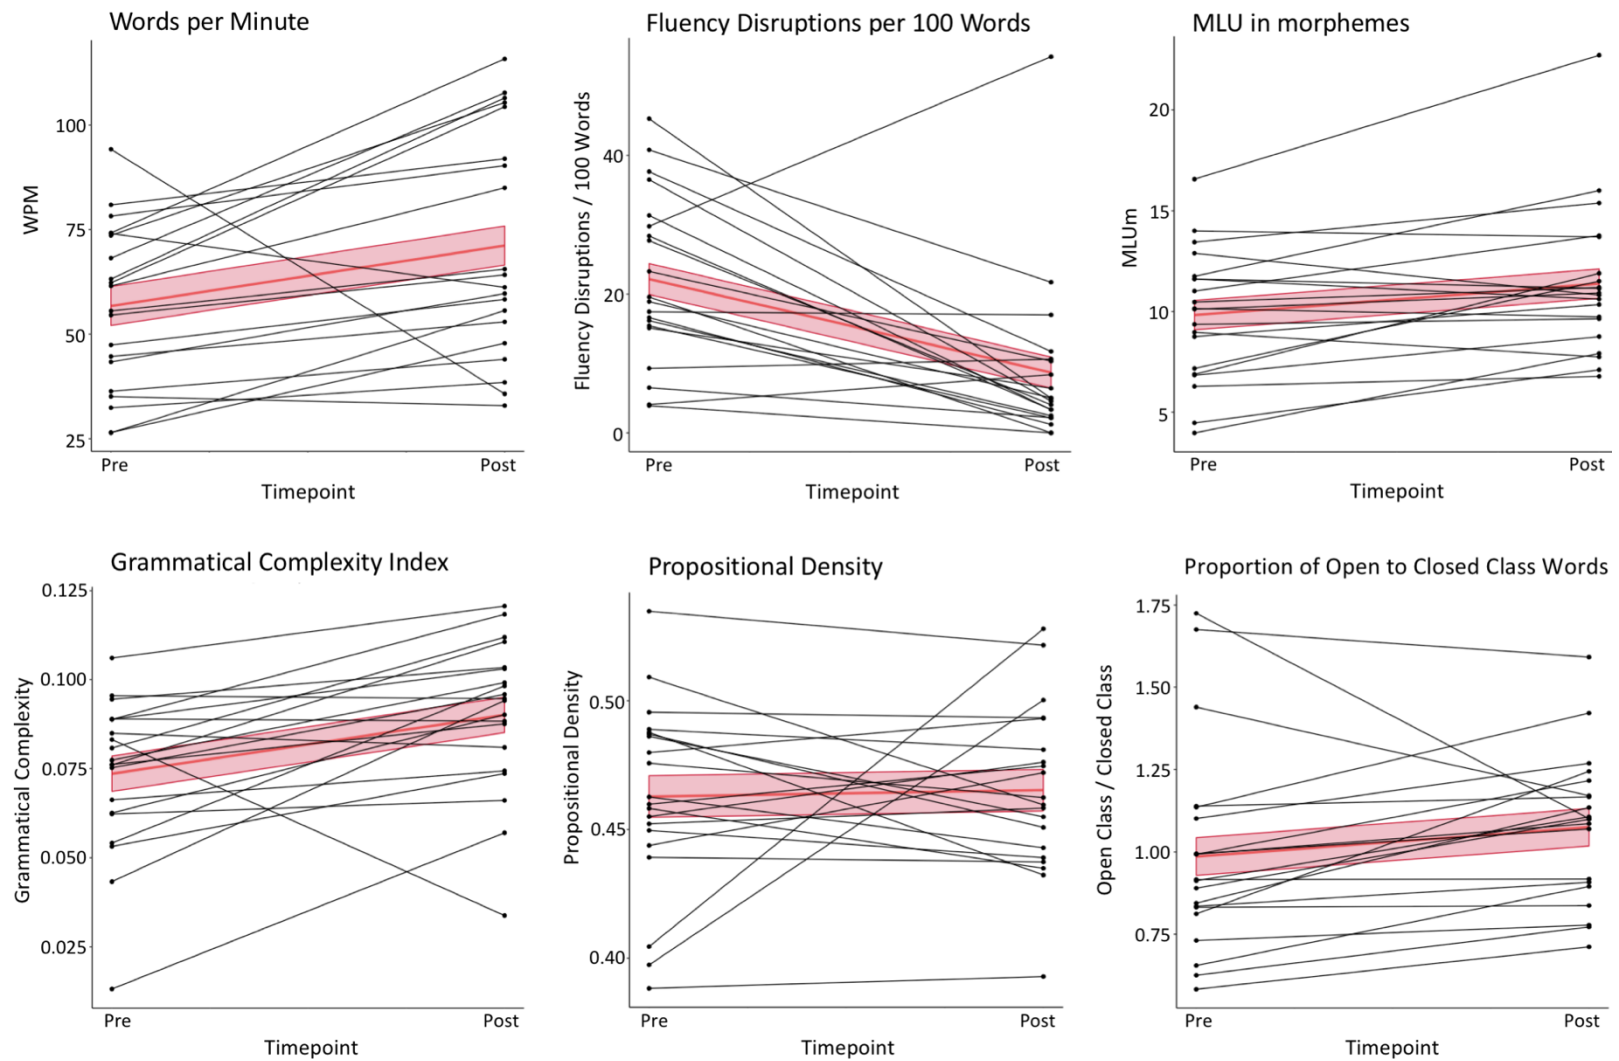 Words per Minute
WPM
100
75
50
25
Pre
Post
Timepoint
Fluency Disruptions per 100 Words
Fluency Disruptions / 100 Words
40
20
0
Pre
Post
Timepoint
MLU in morphemes
MLUm
20
15
10
5
Pre
Post
Timepoint
Grammatical Complexity Index
Grammatical Complexity
0.125
0.100
0.075
0.050
0.025
Pre
Post
Timepoint
Propositional Density
Propositional Density
0.50
0.45
0.40
Pre
Post
Timepoint
Proportion of Open to Closed Class Words
Open Class / Closed Class
1.75
1.50
1.25
1.00
0.75
Pre
Post
Timepoint